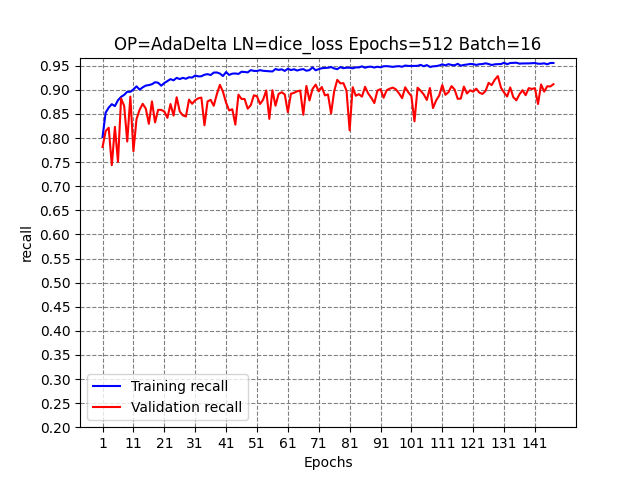 OP=AdaDelta LN=dice_loss Epochs=512 Batch=16
recall
0.95
0.90
0.85
0.80
0.75
0.70
0.65
0.60
0.55
0.50
0.45
0.40
0.35
0.30
0.25
0.20
Training recall
Validation recall
1 11 21 31 41 51 61 71 81 91 101 111 121 131 141
Epochs